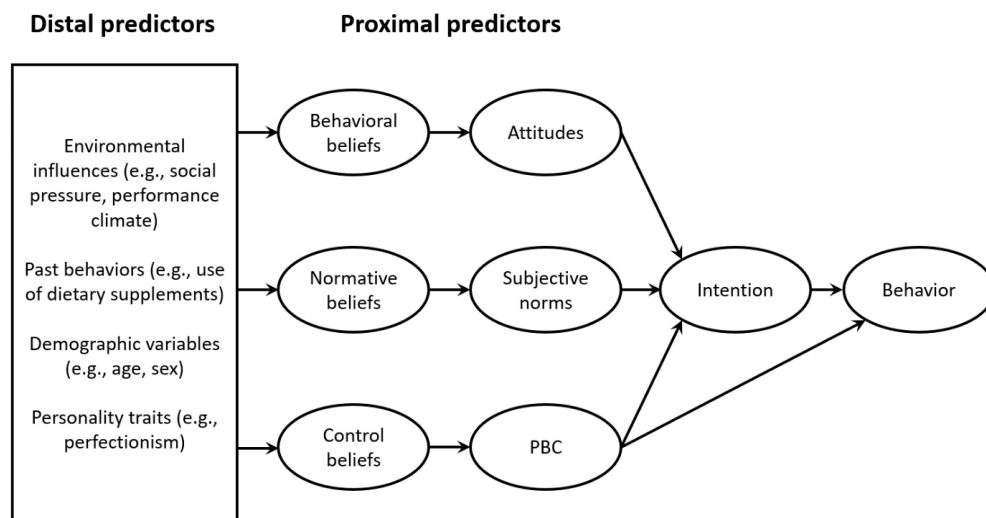 Distal predictors
Proximal predictors
Environmental
influences (e.g., social
pressure, performance
climate)
Past behaviors (e.g., use
of dietary supplements)
Demographic variables
(e.g., age, sex)
Personality traits (e.g.,
perfectionism)
Behavioral
beliefs
Attitudes
Normative
beliefs
Subjective
norms
Intention
Behavior
Control
beliefs
PBC